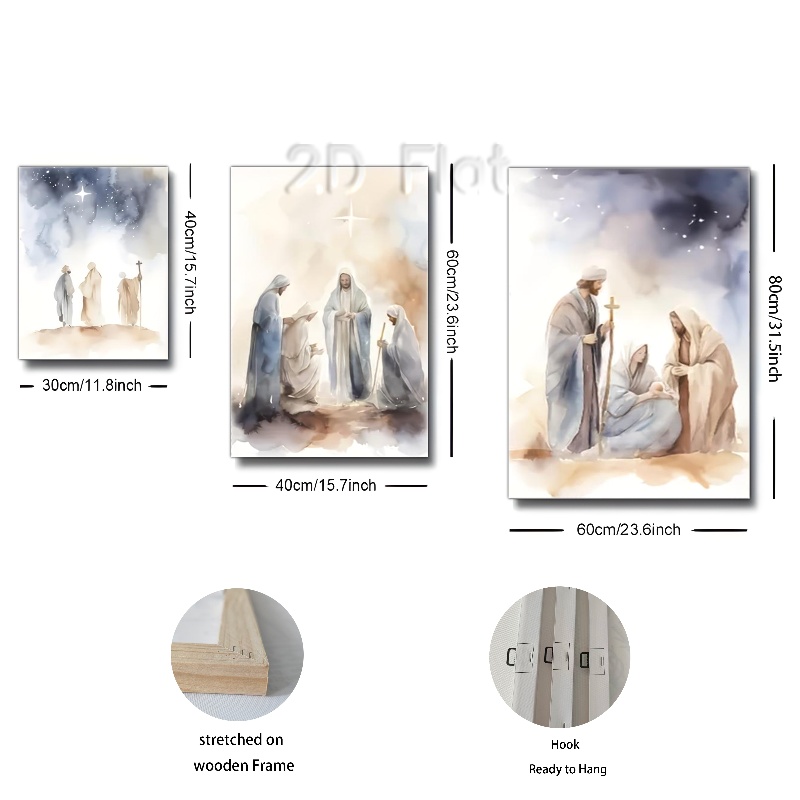 2D Flat
40cm/15.7inch
30cm/11.8inch
60cm/23.6inch
40cm/15.7inch
80cm/31.5inch
60cm/23.6inch
stretched on
wooden Frame
Hook
Ready to Hang